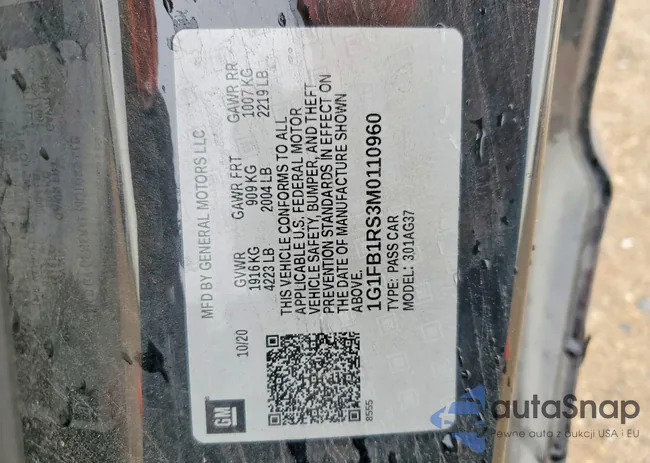 MFD BY GENERAL MOTORS LLC
10/20
GVWR GAWR FRT GAWR RR
1916 KG 909 KG 1007 KG
4223 LB 2004 LB 2219 LB
THIS VEHICLE CONFORMS TO ALL
APPLICABLE U.S. FEDERAL MOTOR
VEHICLE SAFETY, BUMPER, AND THEFT
PREVENTION STANDARDS IN EFFECT ON
THE DATE OF MANUFACTURE SHOWN
ABOVE.
1G1FB1RS3M0110960
TYPE: PASS CAR
MODEL: 301AG37
GM
8555
autaSnap
Pewne auto z aukcji USA i EU